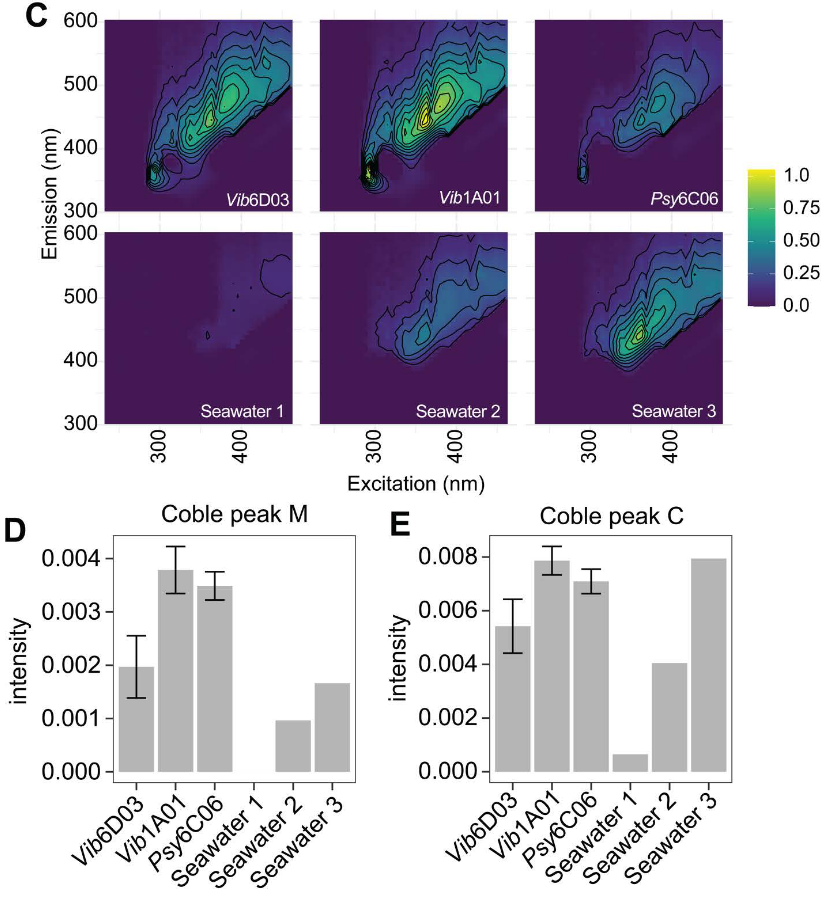 C
600
500
400
300
Emission (nm)
Vib6D03
Vib1A01
Psy6C06
1.0
0.75
0.50
0.25
0.0
600
500
400
300
Seawater 1
Seawater 2
Seawater 3
300 400 300 400 300 400
Excitation (nm)
D
Coble peak M
intensity
0.004
0.003
0.002
0.001
0.000
Vib6D03
Vib1A01
Psy6C06
Seawater 1
Seawater 2
Seawater 3
E
Coble peak C
intensity
0.008
0.006
0.004
0.002
0.000
Vib6D03
Vib1A01
Psy6C06
Seawater 1
Seawater 2
Seawater 3